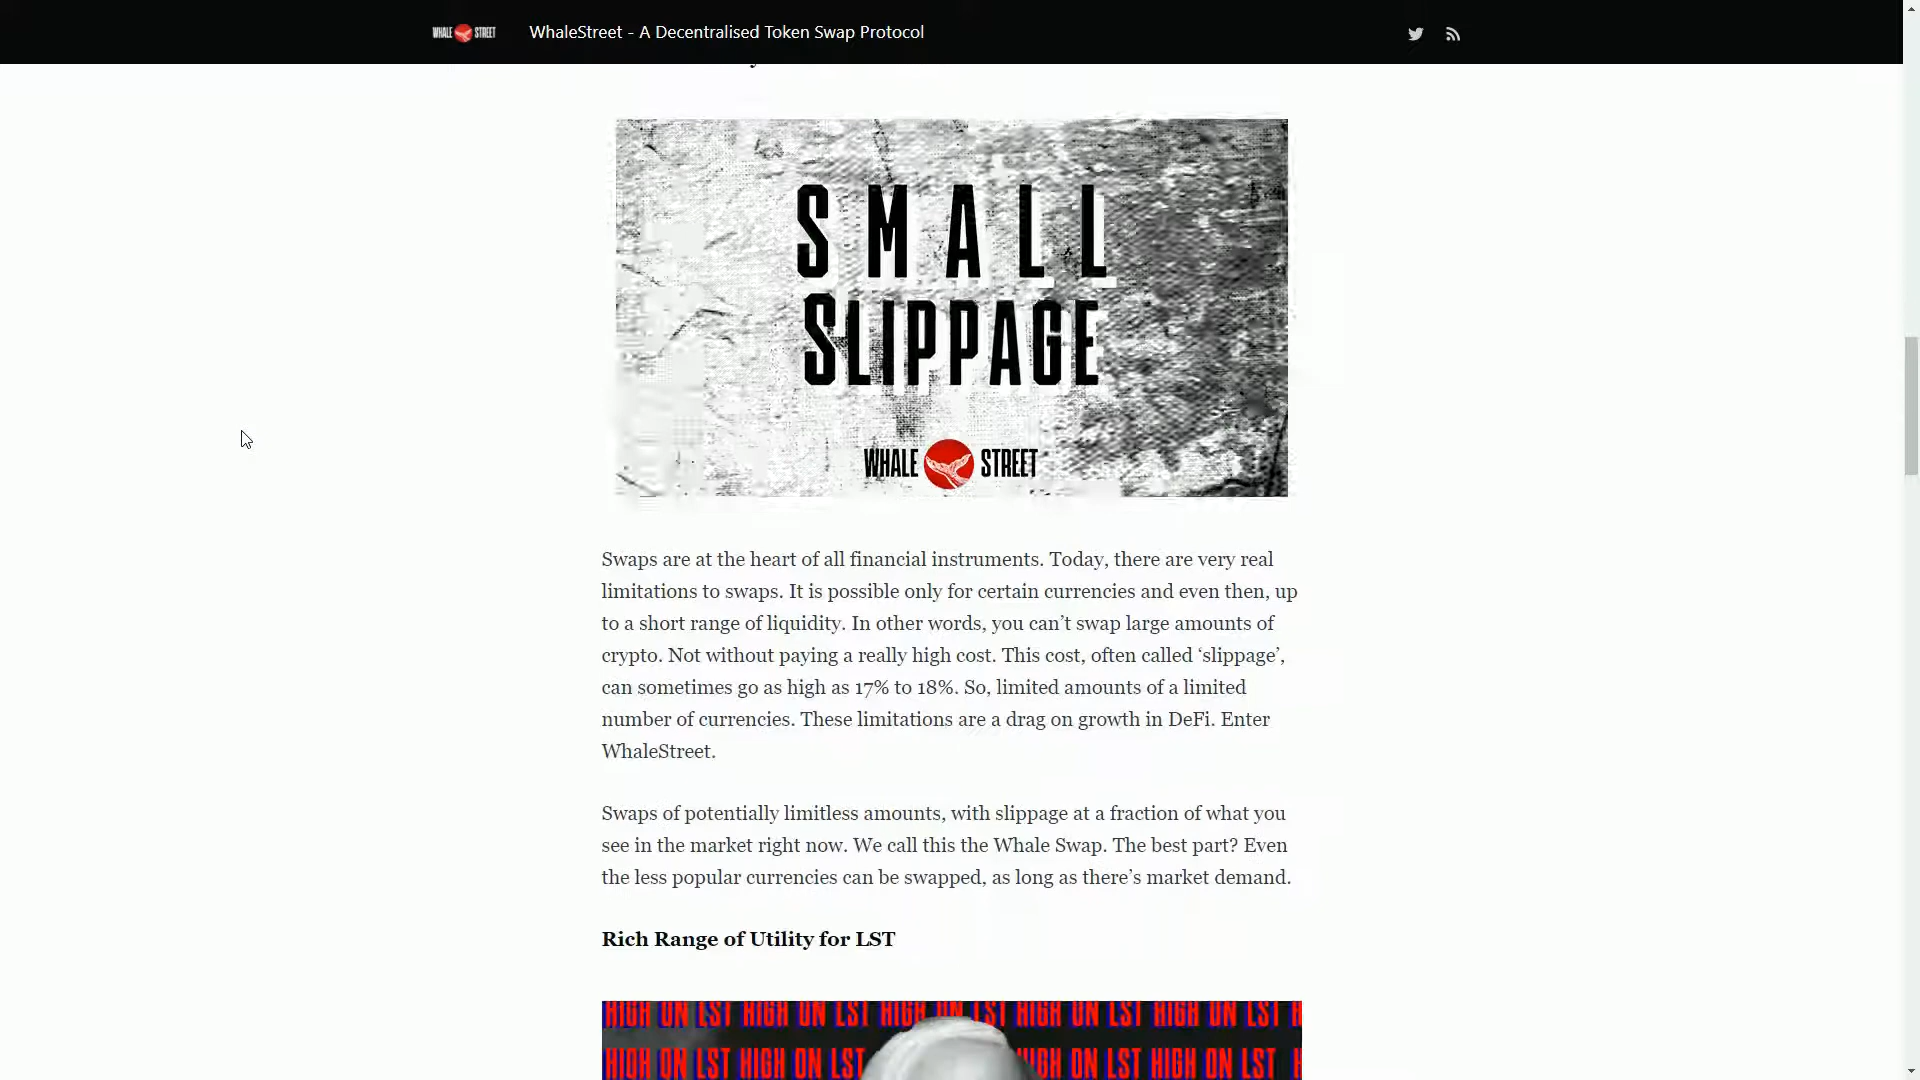 WHALE STREET
WhaleStreet - A Decentralised Token Swap Protocol
SMALL
SLIPPAGE
WHALE STREET
Swaps are at the heart of all financial instruments. Today, there are very real
limitations to swaps. It is possible only for certain currencies and even then, up
to a short range of liquidity. In other words, you can’t swap large amounts of
crypto. Not without paying a really high cost. This cost, often called ‘slippage’,
can sometimes go as high as 17% to 18%. So, limited amounts of a limited
number of currencies. These limitations are a drag on growth in DeFi. Enter
WhaleStreet.
Swaps of potentially limitless amounts, with slippage at a fraction of what you
see in the market right now. We call this the Whale Swap. The best part? Even
the less popular currencies can be swapped, as long as there’s market demand.
Rich Range of Utility for LST
HIGH ON LST HIGH ON LST HIGH ON LST HIGH ON LST HIGH ON LST H
HIGH ON LST HIGH ON LST HIGH ON LST HIGH ON LST H